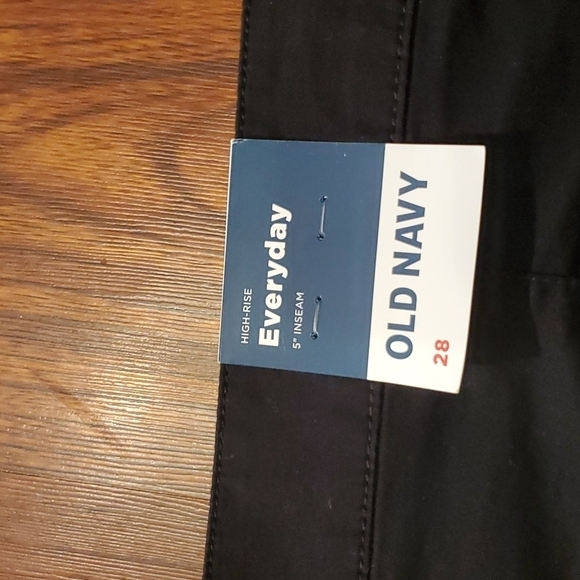 HIGH-RISE
Everyday
5" INSEAM
OLD NAVY
28